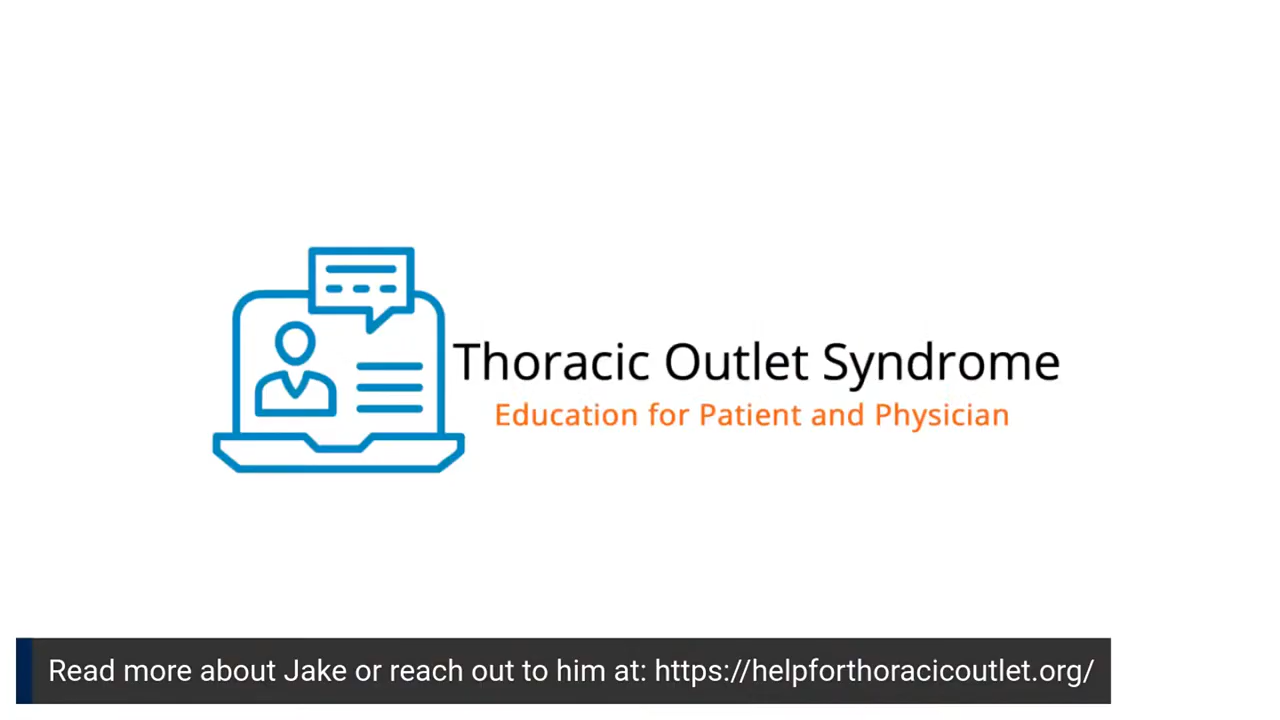 Thoracic Outlet Syndrome
Education for Patient and Physician
Read more about Jake or reach out to him at: https://helpforthoracicoutlet.org/